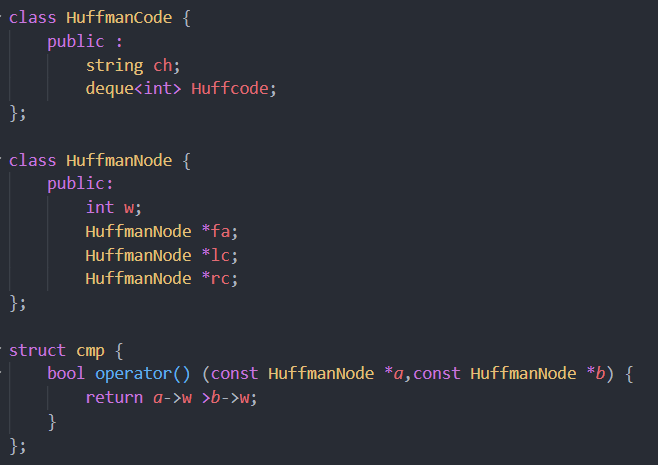 class HuffmanCode {
    public :
        string ch;
        deque<int> Huffcode;
};
class HuffmanNode {
    public:
        int w;
        HuffmanNode *fa;
        HuffmanNode *lc;
        HuffmanNode *rc;
};
struct cmp {
    bool operator() (const HuffmanNode *a,const HuffmanNode *b) {
        return a->w >b->w;
    }
};